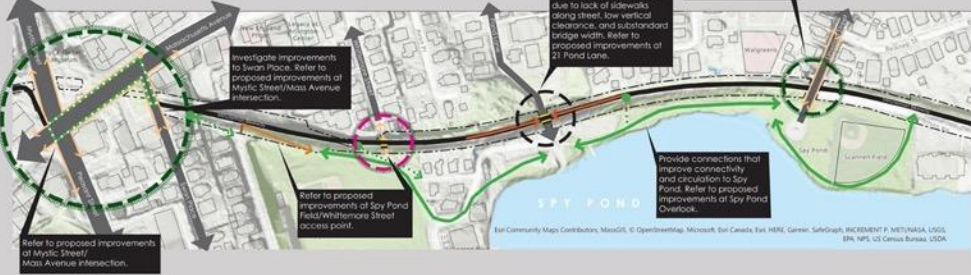 due to lack of sidewalks
along street, low vertical
clearance, and substandard
bridge width. Refer to
proposed improvements at
21 Pond Lane.
Massachusetts Avenue
Walgreens
Investigate improvements
to Swan Place. Refer to
proposed improvements at
Mystic Street/Mass Avenue
intersection.
Spy Pond
Scannell Field
Provide connections that
improve connectivity
and circulation to Spy
Pond. Refer to proposed
improvements at Spy Pond
Overlook.
Refer to proposed
improvements at Spy Pond
Field/Whittemore Street
access point.
SPY POND
Refer to proposed improvements
at Mystic Street/
Mass Avenue intersection.
Esri Community Maps Contributors, MassGIS, © OpenStreetMap, Microsoft, Esri Canada, Esri, HERE, Garmin, SafeGraph, INCREMENT P, METI/NASA, USGS,
EPA, NPS, US Census Bureau, USDA